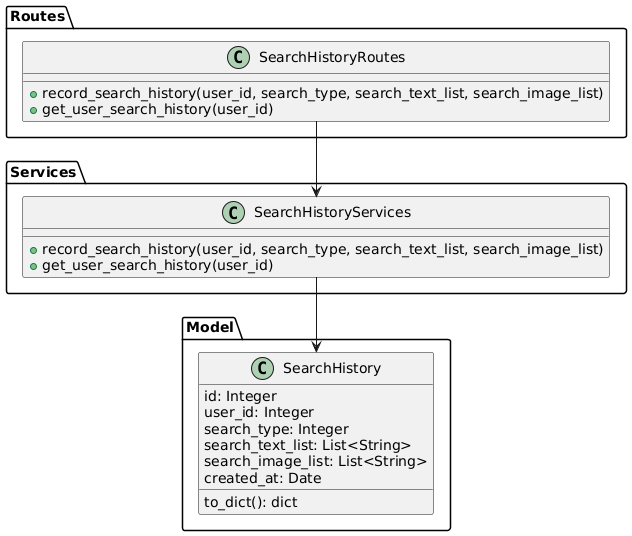 Routes
C SearchHistoryRoutes
record_search_history(user_id, search_type, search_text_list, search_image_list)
get_user_search_history(user_id)
Services
C SearchHistoryServices
record_search_history(user_id, search_type, search_text_list, search_image_list)
get_user_search_history(user_id)
Model
C SearchHistory
id: Integer
user_id: Integer
search_type: Integer
search_text_list: List<String>
search_image_list: List<String>
created_at: Date
to_dict(): dict